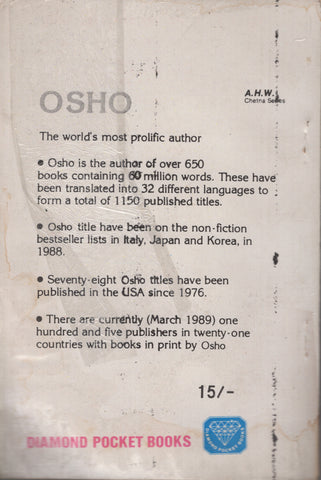 OSHO
A.H.W.
Chetna Series
The world's most prolific author
● Osho is the author of over 650
books containing 60 million words. These have
been translated into 32 different languages to
form a total of 1150 published titles.
● Osho title have been on the non-fiction
bestseller lists in Italy, Japan and Korea, in
1988.
● Seventy-eight Osho titles have been
published in the USA since 1976.
● There are currently (March 1989) one
hundred and five publishers in twenty-one
countries with books in print by Osho
15/-
DIAMOND POCKET BOOKS
DIAMOND POCKET BOOKS